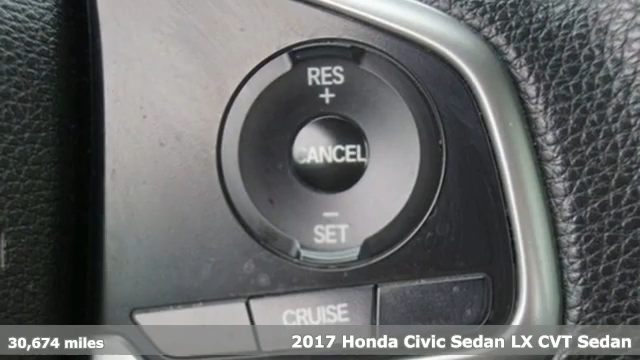 RES
+
CANCEL
−
SET
CRUISE
30,674 miles
2017 Honda Civic Sedan LX CVT Sedan